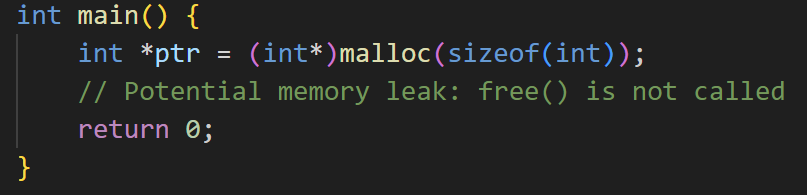 int main() {
    int *ptr = (int*)malloc(sizeof(int));
    // Potential memory leak: free() is not called
    return 0;
}